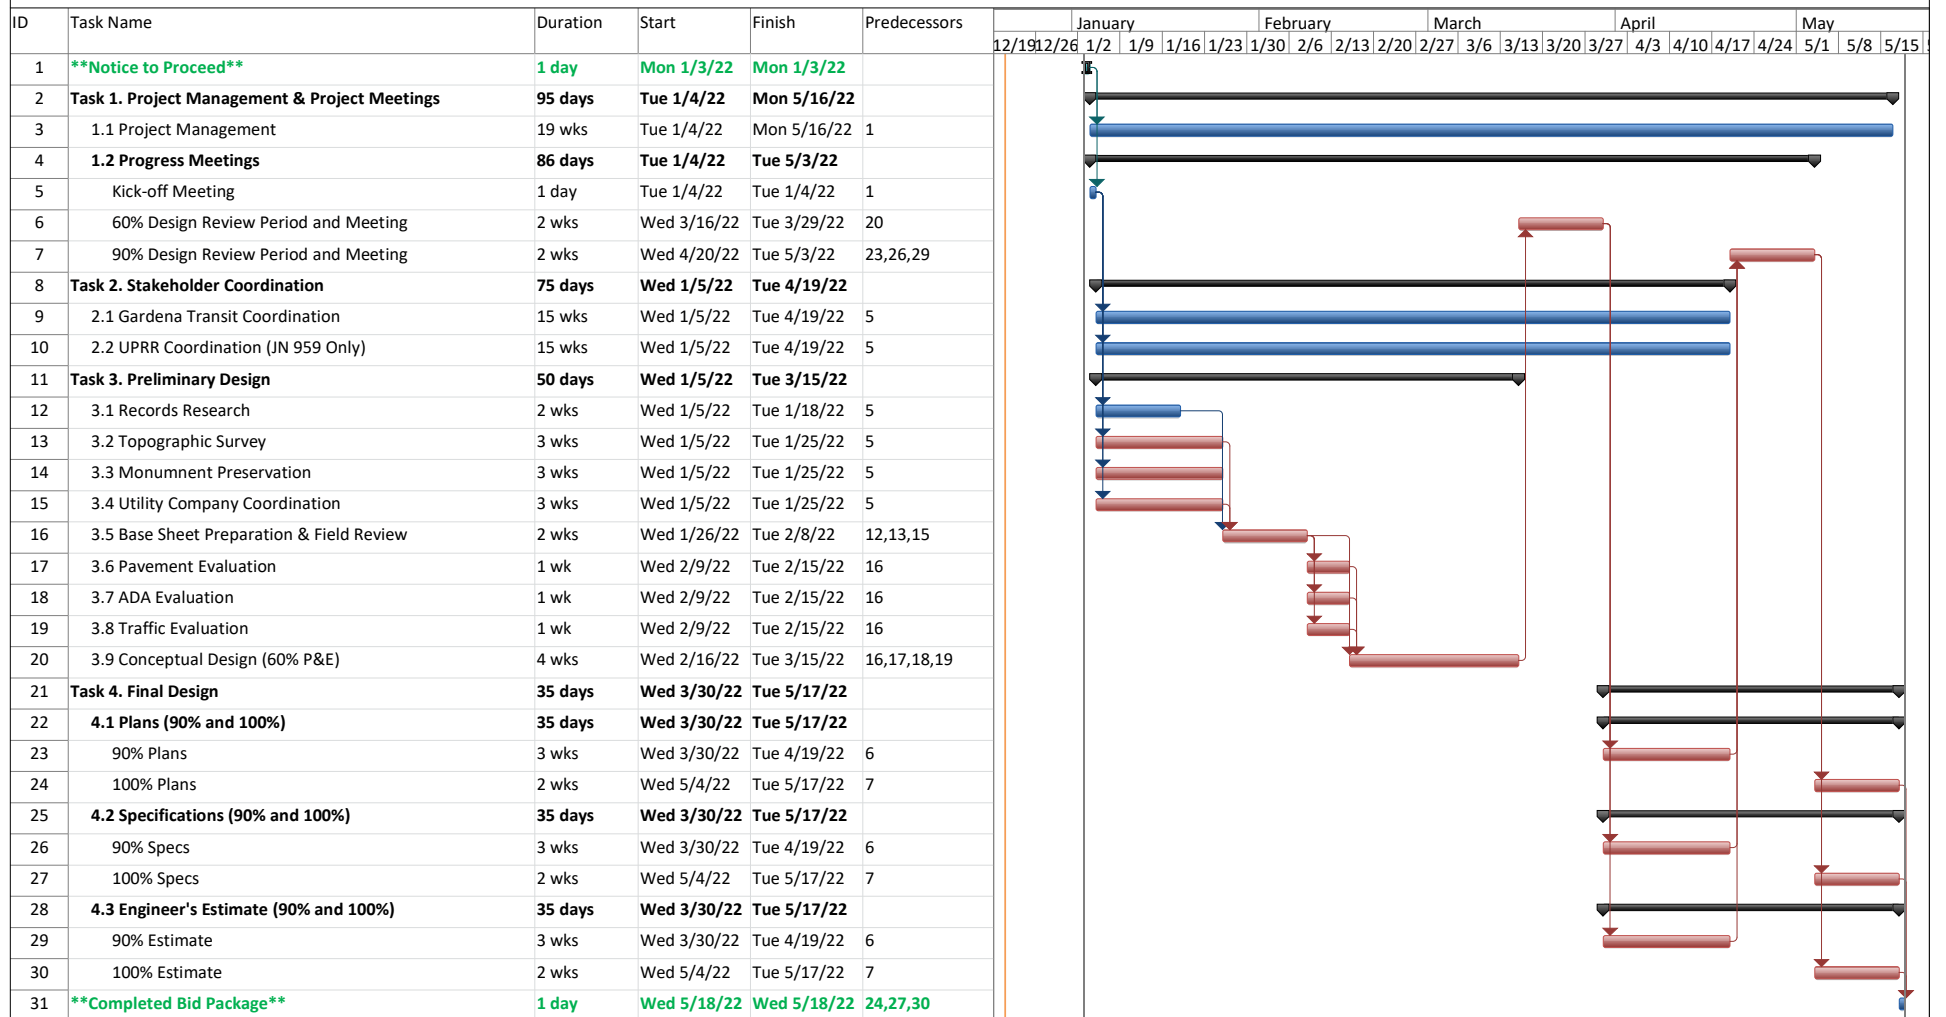 ID Task Name Duration Start Finish Predecessors
January February March April May
12/19 12/26 1/2 1/9 1/16 1/23 1/30 2/6 2/13 2/20 2/27 3/6 3/13 3/20 3/27 4/3 4/10 4/17 4/24 5/1 5/8 5/15
1 **Notice to Proceed** 1 day Mon 1/3/22 Mon 1/3/22
2 Task 1. Project Management & Project Meetings 95 days Tue 1/4/22 Mon 5/16/22
3 1.1 Project Management 19 wks Tue 1/4/22 Mon 5/16/22 1
4 1.2 Progress Meetings 86 days Tue 1/4/22 Tue 5/3/22
5 Kick-off Meeting 1 day Tue 1/4/22 Tue 1/4/22 1
6 60% Design Review Period and Meeting 2 wks Wed 3/16/22 Tue 3/29/22 20
7 90% Design Review Period and Meeting 2 wks Wed 4/20/22 Tue 5/3/22 23,26,29
8 Task 2. Stakeholder Coordination 75 days Wed 1/5/22 Tue 4/19/22
9 2.1 Gardena Transit Coordination 15 wks Wed 1/5/22 Tue 4/19/22 5
10 2.2 UPRR Coordination (JN 959 Only) 15 wks Wed 1/5/22 Tue 4/19/22 5
11 Task 3. Preliminary Design 50 days Wed 1/5/22 Tue 3/15/22
12 3.1 Records Research 2 wks Wed 1/5/22 Tue 1/18/22 5
13 3.2 Topographic Survey 3 wks Wed 1/5/22 Tue 1/25/22 5
14 3.3 Monumnent Preservation 3 wks Wed 1/5/22 Tue 1/25/22 5
15 3.4 Utility Company Coordination 3 wks Wed 1/5/22 Tue 1/25/22 5
16 3.5 Base Sheet Preparation & Field Review 2 wks Wed 1/26/22 Tue 2/8/22 12,13,15
17 3.6 Pavement Evaluation 1 wk Wed 2/9/22 Tue 2/15/22 16
18 3.7 ADA Evaluation 1 wk Wed 2/9/22 Tue 2/15/22 16
19 3.8 Traffic Evaluation 1 wk Wed 2/9/22 Tue 2/15/22 16
20 3.9 Conceptual Design (60% P&E) 4 wks Wed 2/16/22 Tue 3/15/22 16,17,18,19
21 Task 4. Final Design 35 days Wed 3/30/22 Tue 5/17/22
22 4.1 Plans (90% and 100%) 35 days Wed 3/30/22 Tue 5/17/22
23 90% Plans 3 wks Wed 3/30/22 Tue 4/19/22 6
24 100% Plans 2 wks Wed 5/4/22 Tue 5/17/22 7
25 4.2 Specifications (90% and 100%) 35 days Wed 3/30/22 Tue 5/17/22
26 90% Specs 3 wks Wed 3/30/22 Tue 4/19/22 6
27 100% Specs 2 wks Wed 5/4/22 Tue 5/17/22 7
28 4.3 Engineer's Estimate (90% and 100%) 35 days Wed 3/30/22 Tue 5/17/22
29 90% Estimate 3 wks Wed 3/30/22 Tue 4/19/22 6
30 100% Estimate 2 wks Wed 5/4/22 Tue 5/17/22 7
31 **Completed Bid Package** 1 day Wed 5/18/22 Wed 5/18/22 24,27,30